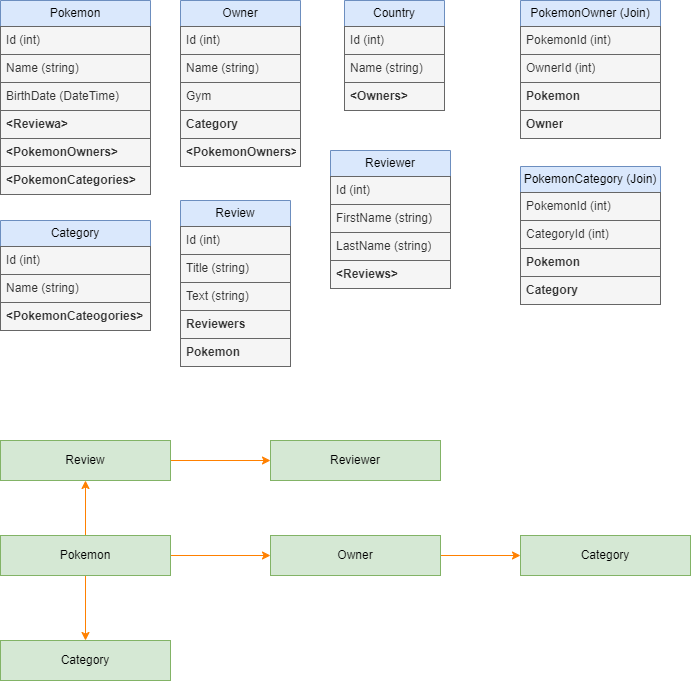 Pokemon
Id (int)
Name (string)
BirthDate (DateTime)
<Reviewa>
<PokemonOwners>
<PokemonCategories>
Owner
Id (int)
Name (string)
Gym
Category
<PokemonOwners>
Country
Id (int)
Name (string)
<Owners>
PokemonOwner (Join)
PokemonId (int)
OwnerId (int)
Pokemon
Owner
Category
Id (int)
Name (string)
<PokemonCateogories>
Review
Id (int)
Title (string)
Text (string)
Reviewers
Pokemon
Reviewer
Id (int)
FirstName (string)
LastName (string)
<Reviews>
PokemonCategory (Join)
PokemonId (int)
CategoryId (int)
Pokemon
Category
Review
Reviewer
Pokemon
Owner
Category
Category